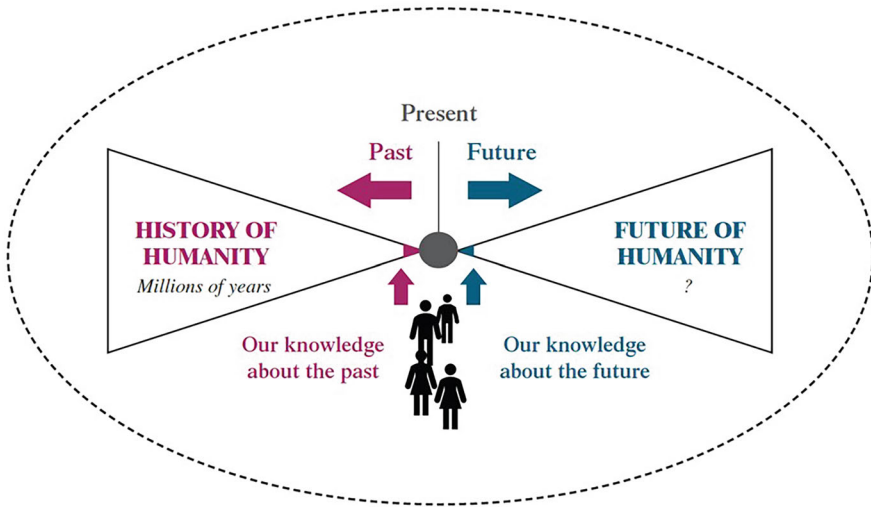 Present
Past
Future
HISTORY OF
HUMANITY
Millions of years
FUTURE OF
HUMANITY
?
Our knowledge
about the past
Our knowledge
about the future